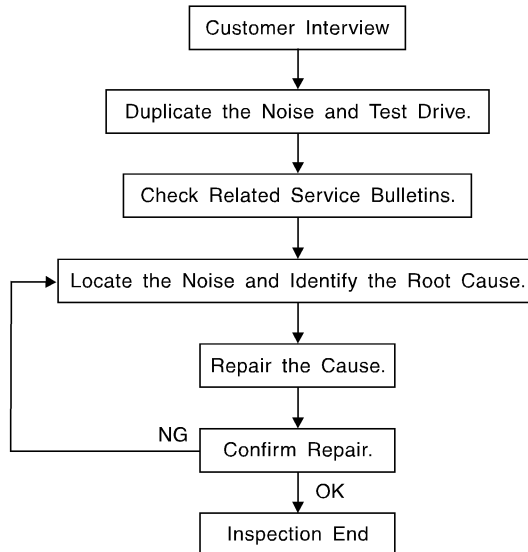 Customer Interview
Duplicate the Noise and Test Drive.
Check Related Service Bulletins.
Locate the Noise and Identify the Root Cause.
Repair the Cause.
NG
Confirm Repair.
OK
Inspection End